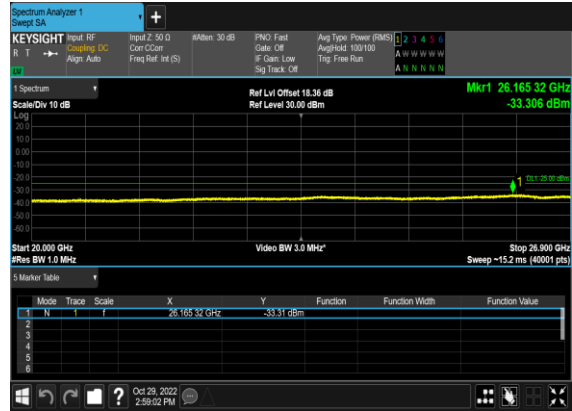 Spectrum Analyzer 1
Swept SA
+
KEYSIGHT Input: RF Input Z: 50 Ω #Atten: 30 dB PNO: Fast Avg Type: Power (RMS) 1 2 3 4 5 6
R T Coupling: DC Corr CCorr Gate: Off Avg|Hold: 100/100 A W W W W W
Align: Auto Freq Ref: Int (S) IF Gain: Low Trig: Free Run
Sig Track: Off A N N N N N
1 Spectrum Ref Lvl Offset 18.36 dB Mkr1 26.165 32 GHz
Scale/Div 10 dB Ref Level 30.00 dBm -33.306 dBm
Log
20.0
10.0
0.00
-10.0
-20.0
-30.0
-40.0
-50.0
-60.0
1
DL1 -25.00 dBm
Start 20.000 GHz Video BW 3.0 MHz* Stop 26.900 GHz
#Res BW 1.0 MHz Sweep ~15.2 ms (40001 pts)
5 Marker Table
Mode Trace Scale X Y Function Function Width Function Value
1 N 1 f 26.165 32 GHz -33.31 dBm
2
3
4
5
6
? Oct 29, 2022
2:59:02 PM